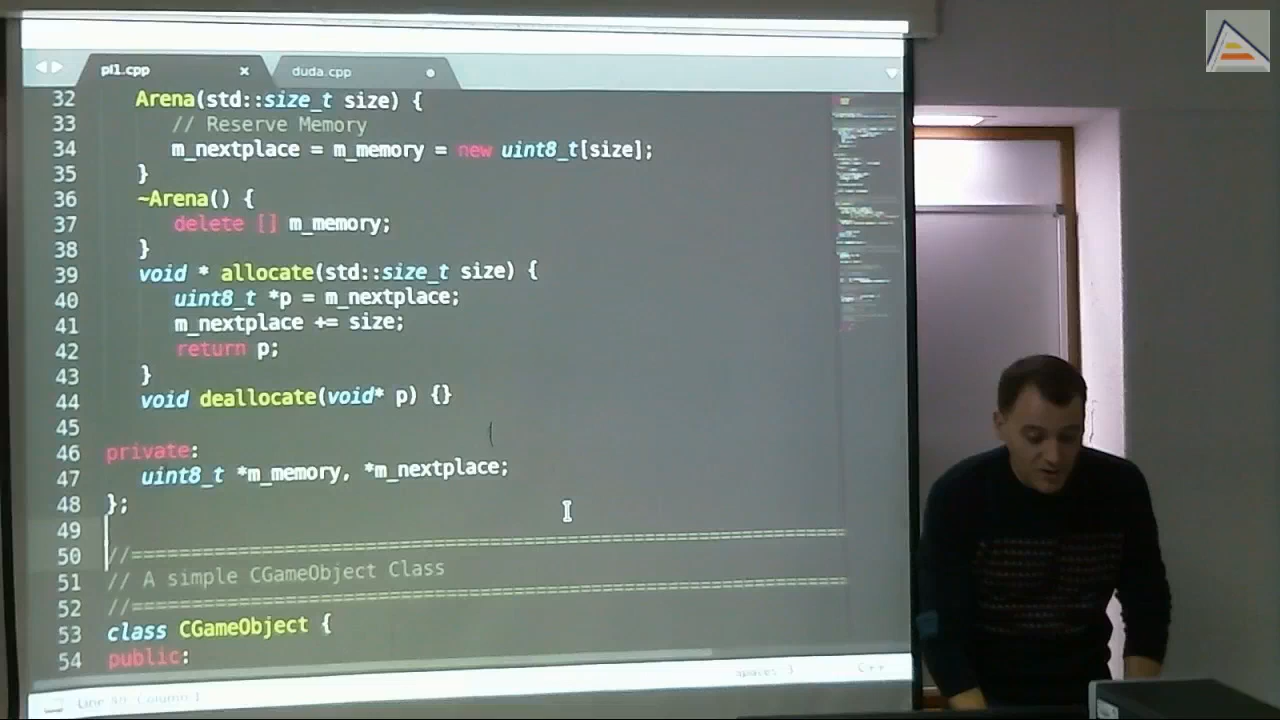 pl1.cpp x duda.cpp
32 Arena(std::size_t size) {
33 // Reserve Memory
34 m_nextplace = m_memory = new uint8_t[size];
35 }
36 ~Arena() {
37 delete [] m_memory;
38 }
39 void * allocate(std::size_t size) {
40 uint8_t *p = m_nextplace;
41 m_nextplace += size;
42 return p;
43 }
44 void deallocate(void* p) {}
45
46 private:
47 uint8_t *m_memory, *m_nextplace;
48 };
49
50 //==============================================================
51 // A simple CGameObject Class
52 //==============================================================
53 class CGameObject {
54 public:
spaces 3 C++